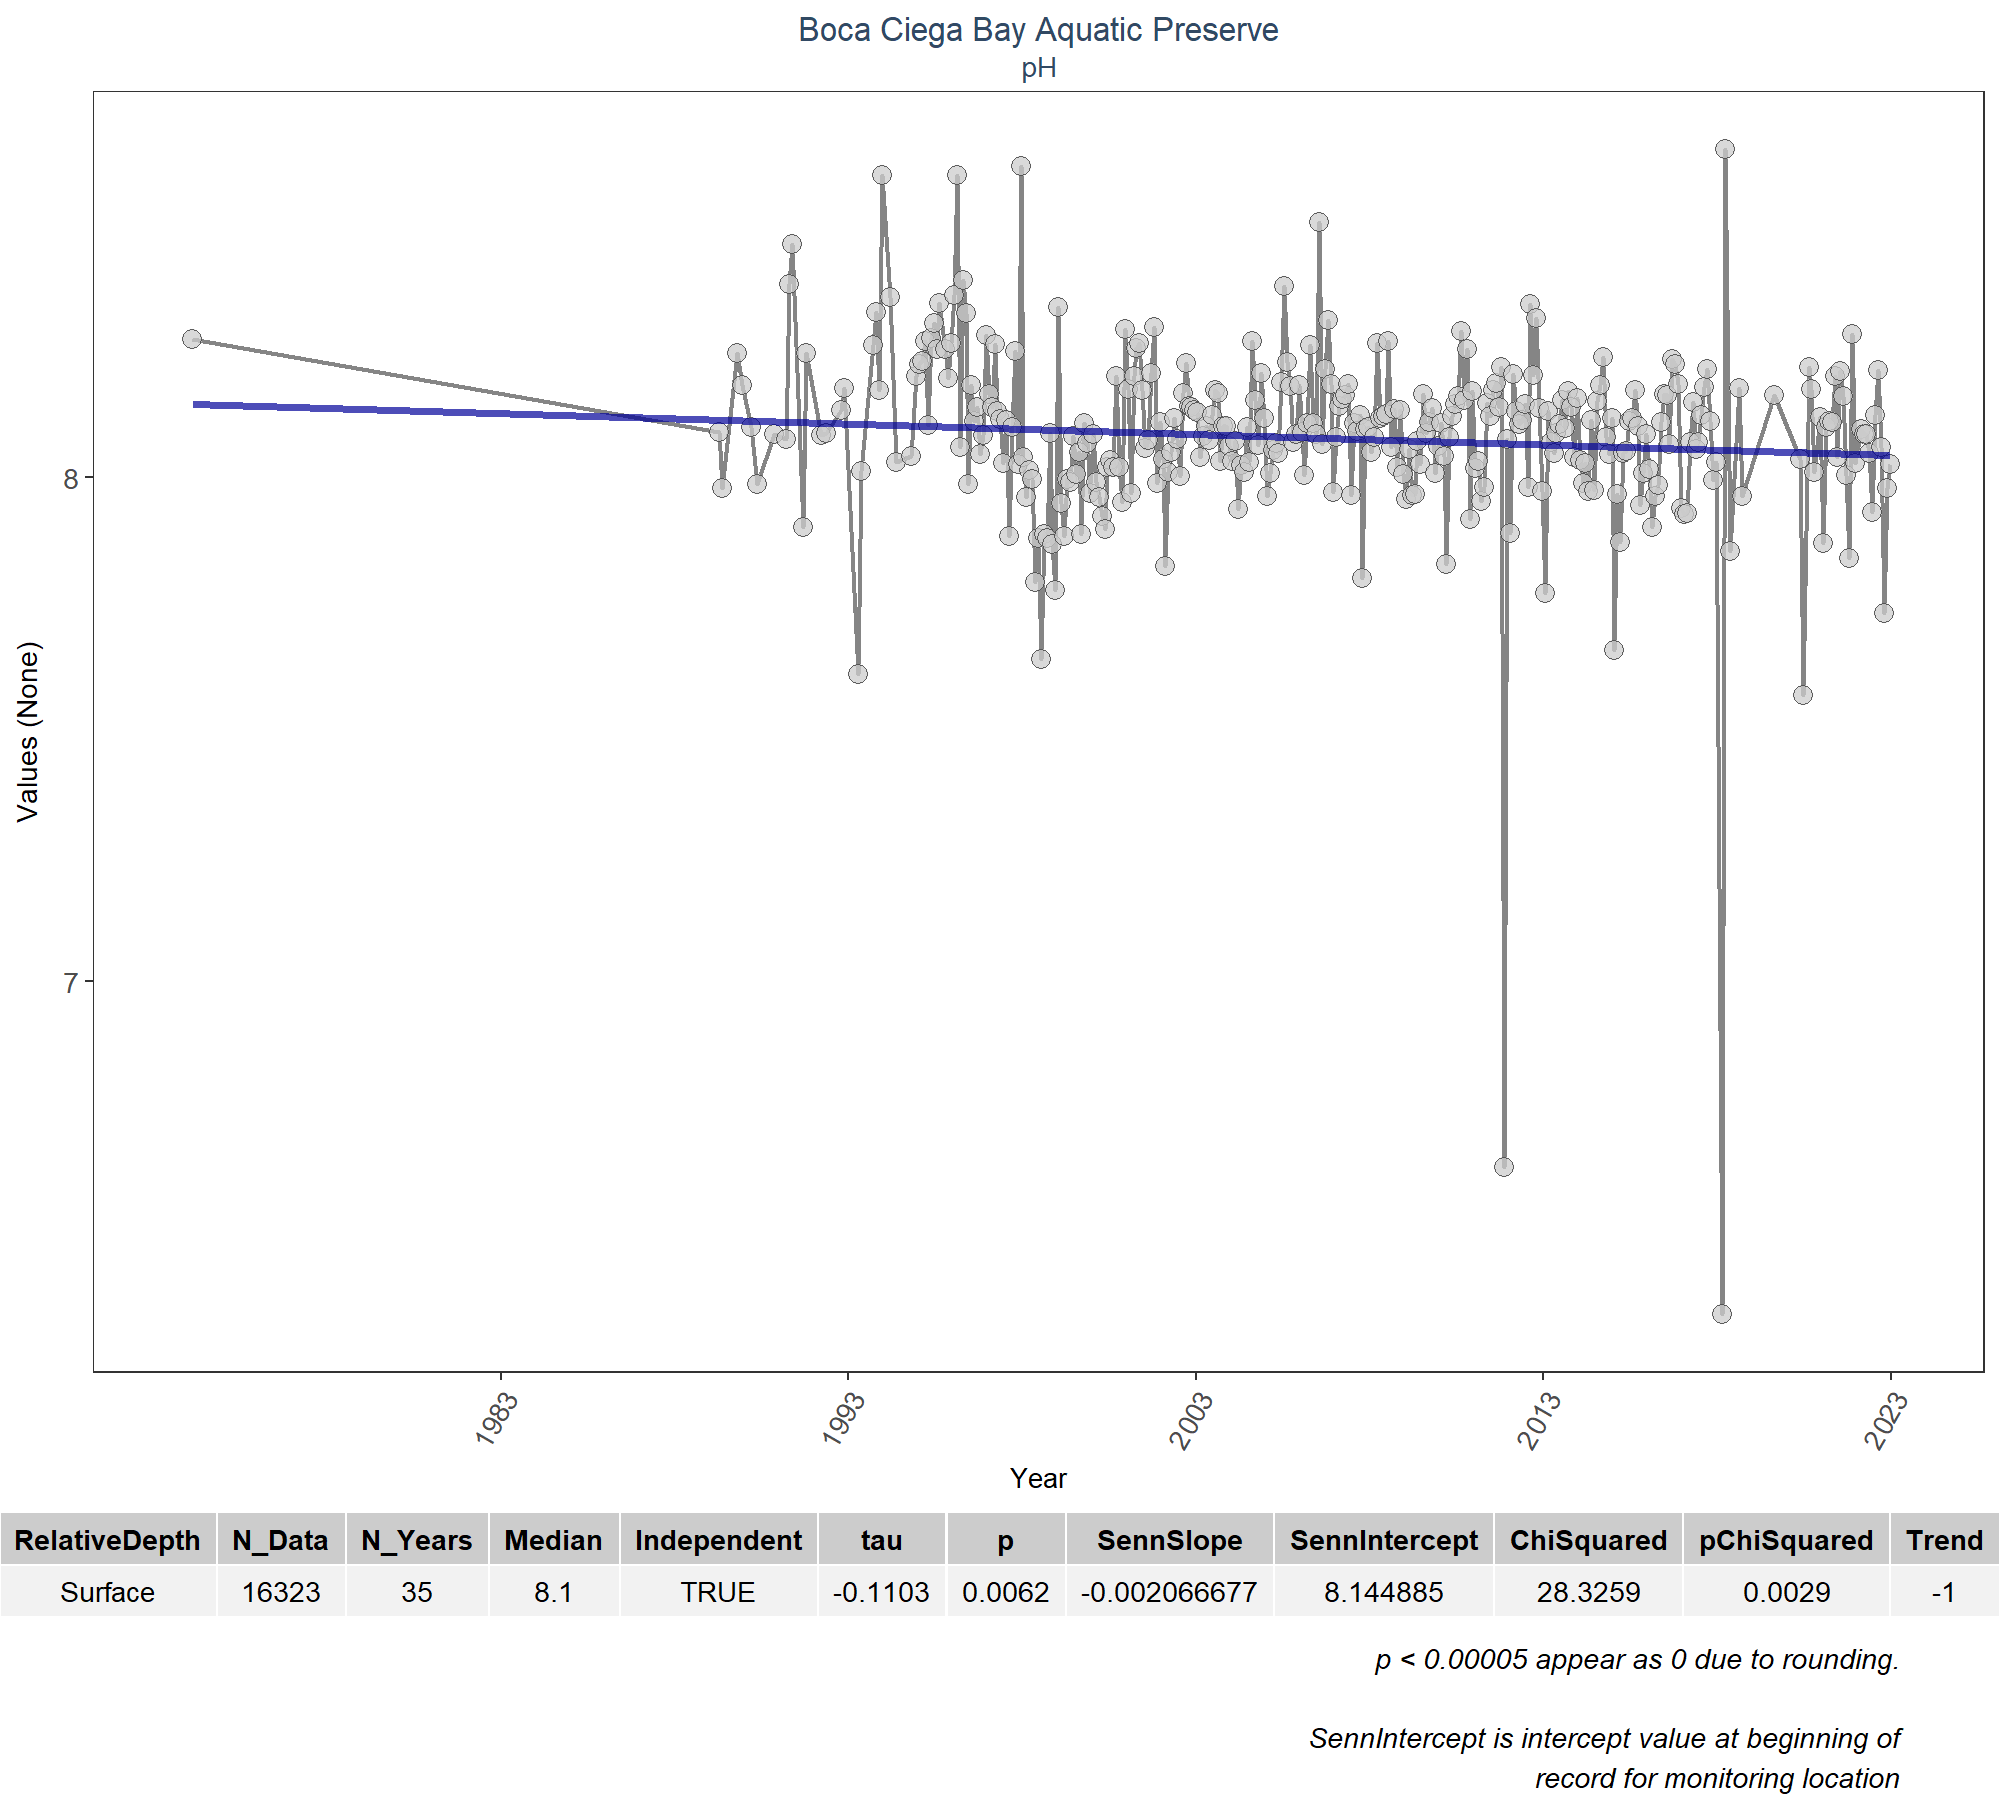 Boca Ciega Bay Aquatic Preserve
pH
Values (None)
8
7
1983
1993
2003
2013
2023
Year
RelativeDepth N_Data N_Years Median Independent tau p SennSlope SennIntercept ChiSquared pChiSquared Trend
Surface 16323 35 8.1 TRUE -0.1103 0.0062 -0.002066677 8.144885 28.3259 0.0029 -1
p < 0.00005 appear as 0 due to rounding.
SennIntercept is intercept value at beginning of
record for monitoring location